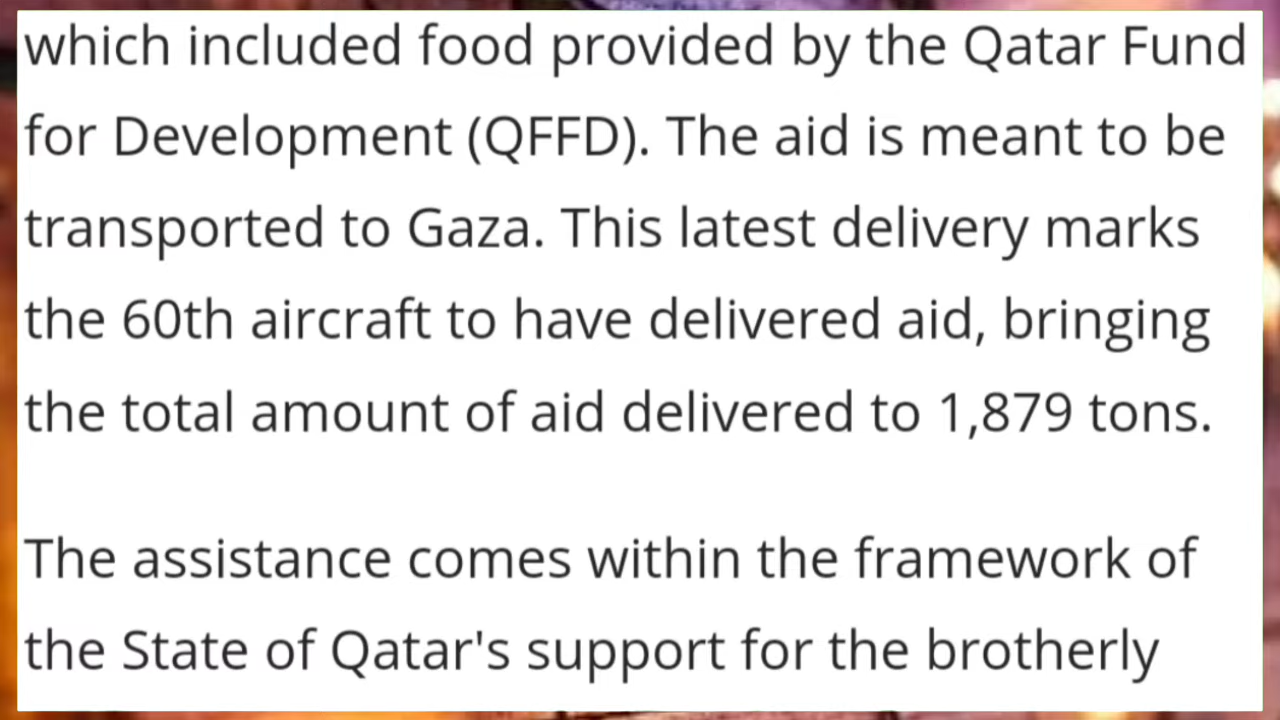 which included food provided by the Qatar Fund
for Development (QFFD). The aid is meant to be
transported to Gaza. This latest delivery marks
the 60th aircraft to have delivered aid, bringing
the total amount of aid delivered to 1,879 tons.
The assistance comes within the framework of
the State of Qatar's support for the brotherly